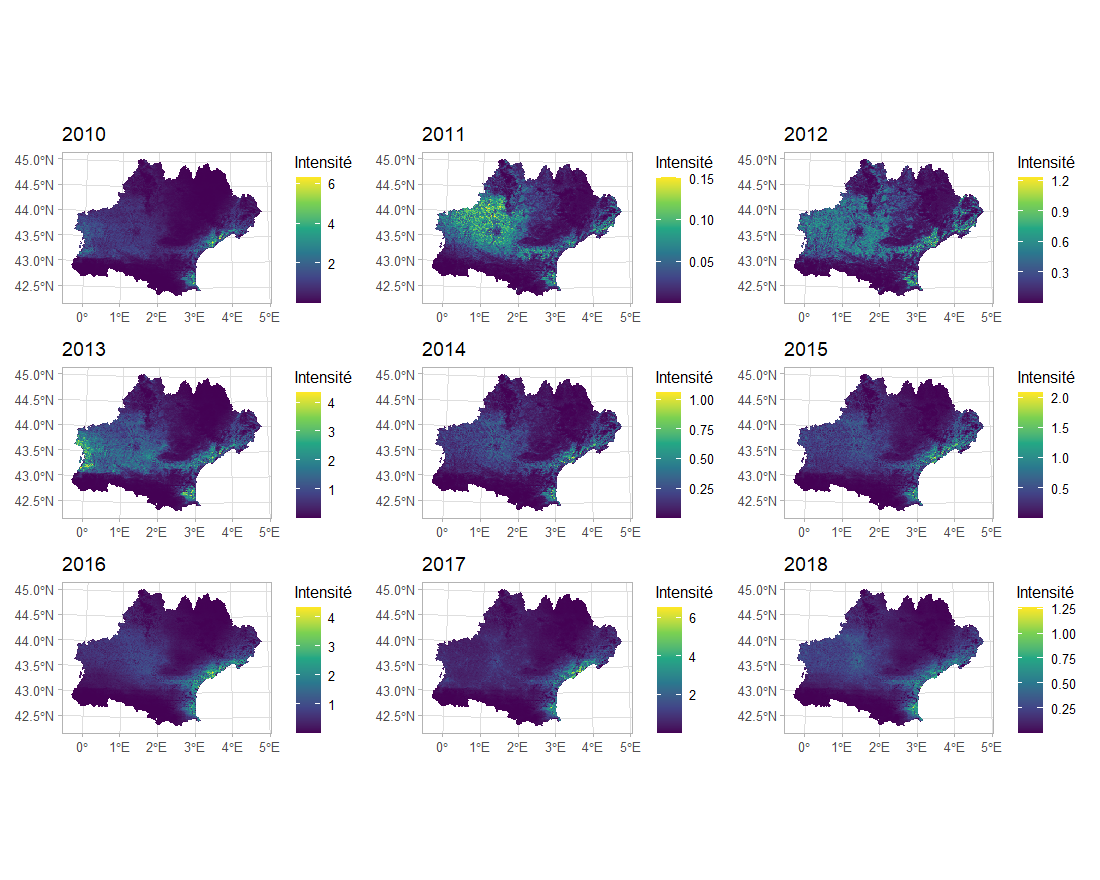 2010
2011
2012
45.0°N
44.5°N
44.0°N
43.5°N
43.0°N
42.5°N
0°
1°E
2°E
3°E
4°E
5°E
Intensité
6
4
2
45.0°N
44.5°N
44.0°N
43.5°N
43.0°N
42.5°N
0°
1°E
2°E
3°E
4°E
5°E
Intensité
0.15
0.10
0.05
45.0°N
44.5°N
44.0°N
43.5°N
43.0°N
42.5°N
0°
1°E
2°E
3°E
4°E
5°E
Intensité
1.2
0.9
0.6
0.3
2013
2014
2015
45.0°N
44.5°N
44.0°N
43.5°N
43.0°N
42.5°N
0°
1°E
2°E
3°E
4°E
5°E
Intensité
4
3
2
1
45.0°N
44.5°N
44.0°N
43.5°N
43.0°N
42.5°N
0°
1°E
2°E
3°E
4°E
5°E
Intensité
1.00
0.75
0.50
0.25
45.0°N
44.5°N
44.0°N
43.5°N
43.0°N
42.5°N
0°
1°E
2°E
3°E
4°E
5°E
Intensité
2.0
1.5
1.0
0.5
2016
2017
2018
45.0°N
44.5°N
44.0°N
43.5°N
43.0°N
42.5°N
0°
1°E
2°E
3°E
4°E
5°E
Intensité
4
3
2
1
45.0°N
44.5°N
44.0°N
43.5°N
43.0°N
42.5°N
0°
1°E
2°E
3°E
4°E
5°E
Intensité
6
4
2
45.0°N
44.5°N
44.0°N
43.5°N
43.0°N
42.5°N
0°
1°E
2°E
3°E
4°E
5°E
Intensité
1.25
1.00
0.75
0.50
0.25